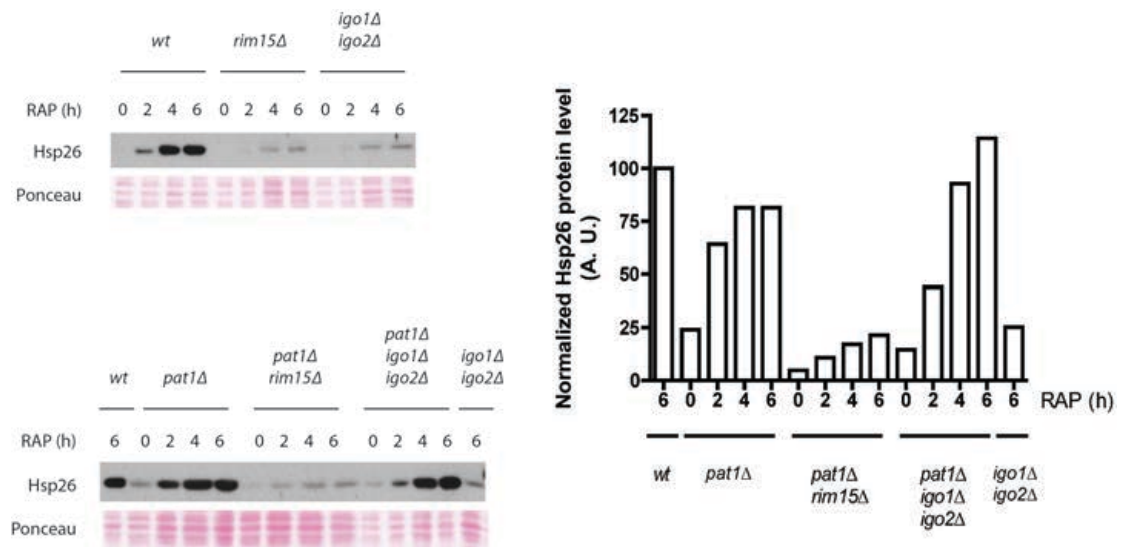 igo1Δ
wt rim15Δ igo2Δ
RAP (h) 0 2 4 6 0 2 4 6 0 2 4 6
Hsp26
Ponceau
pat1Δ
pat1Δ igo1Δ igo1Δ
wt pat1Δ rim15Δ igo2Δ igo2Δ
RAP (h) 6 0 2 4 6 0 2 4 6 0 2 4 6 6
Hsp26
Ponceau
Normalized Hsp26 protein level
(A. U.)
125
100
75
50
25
0
6 0 2 4 6 0 2 4 6 0 2 4 6 6 RAP (h)
wt pat1Δ pat1Δ pat1Δ igo1Δ
rim15Δ igo1Δ igo2Δ
igo2Δ